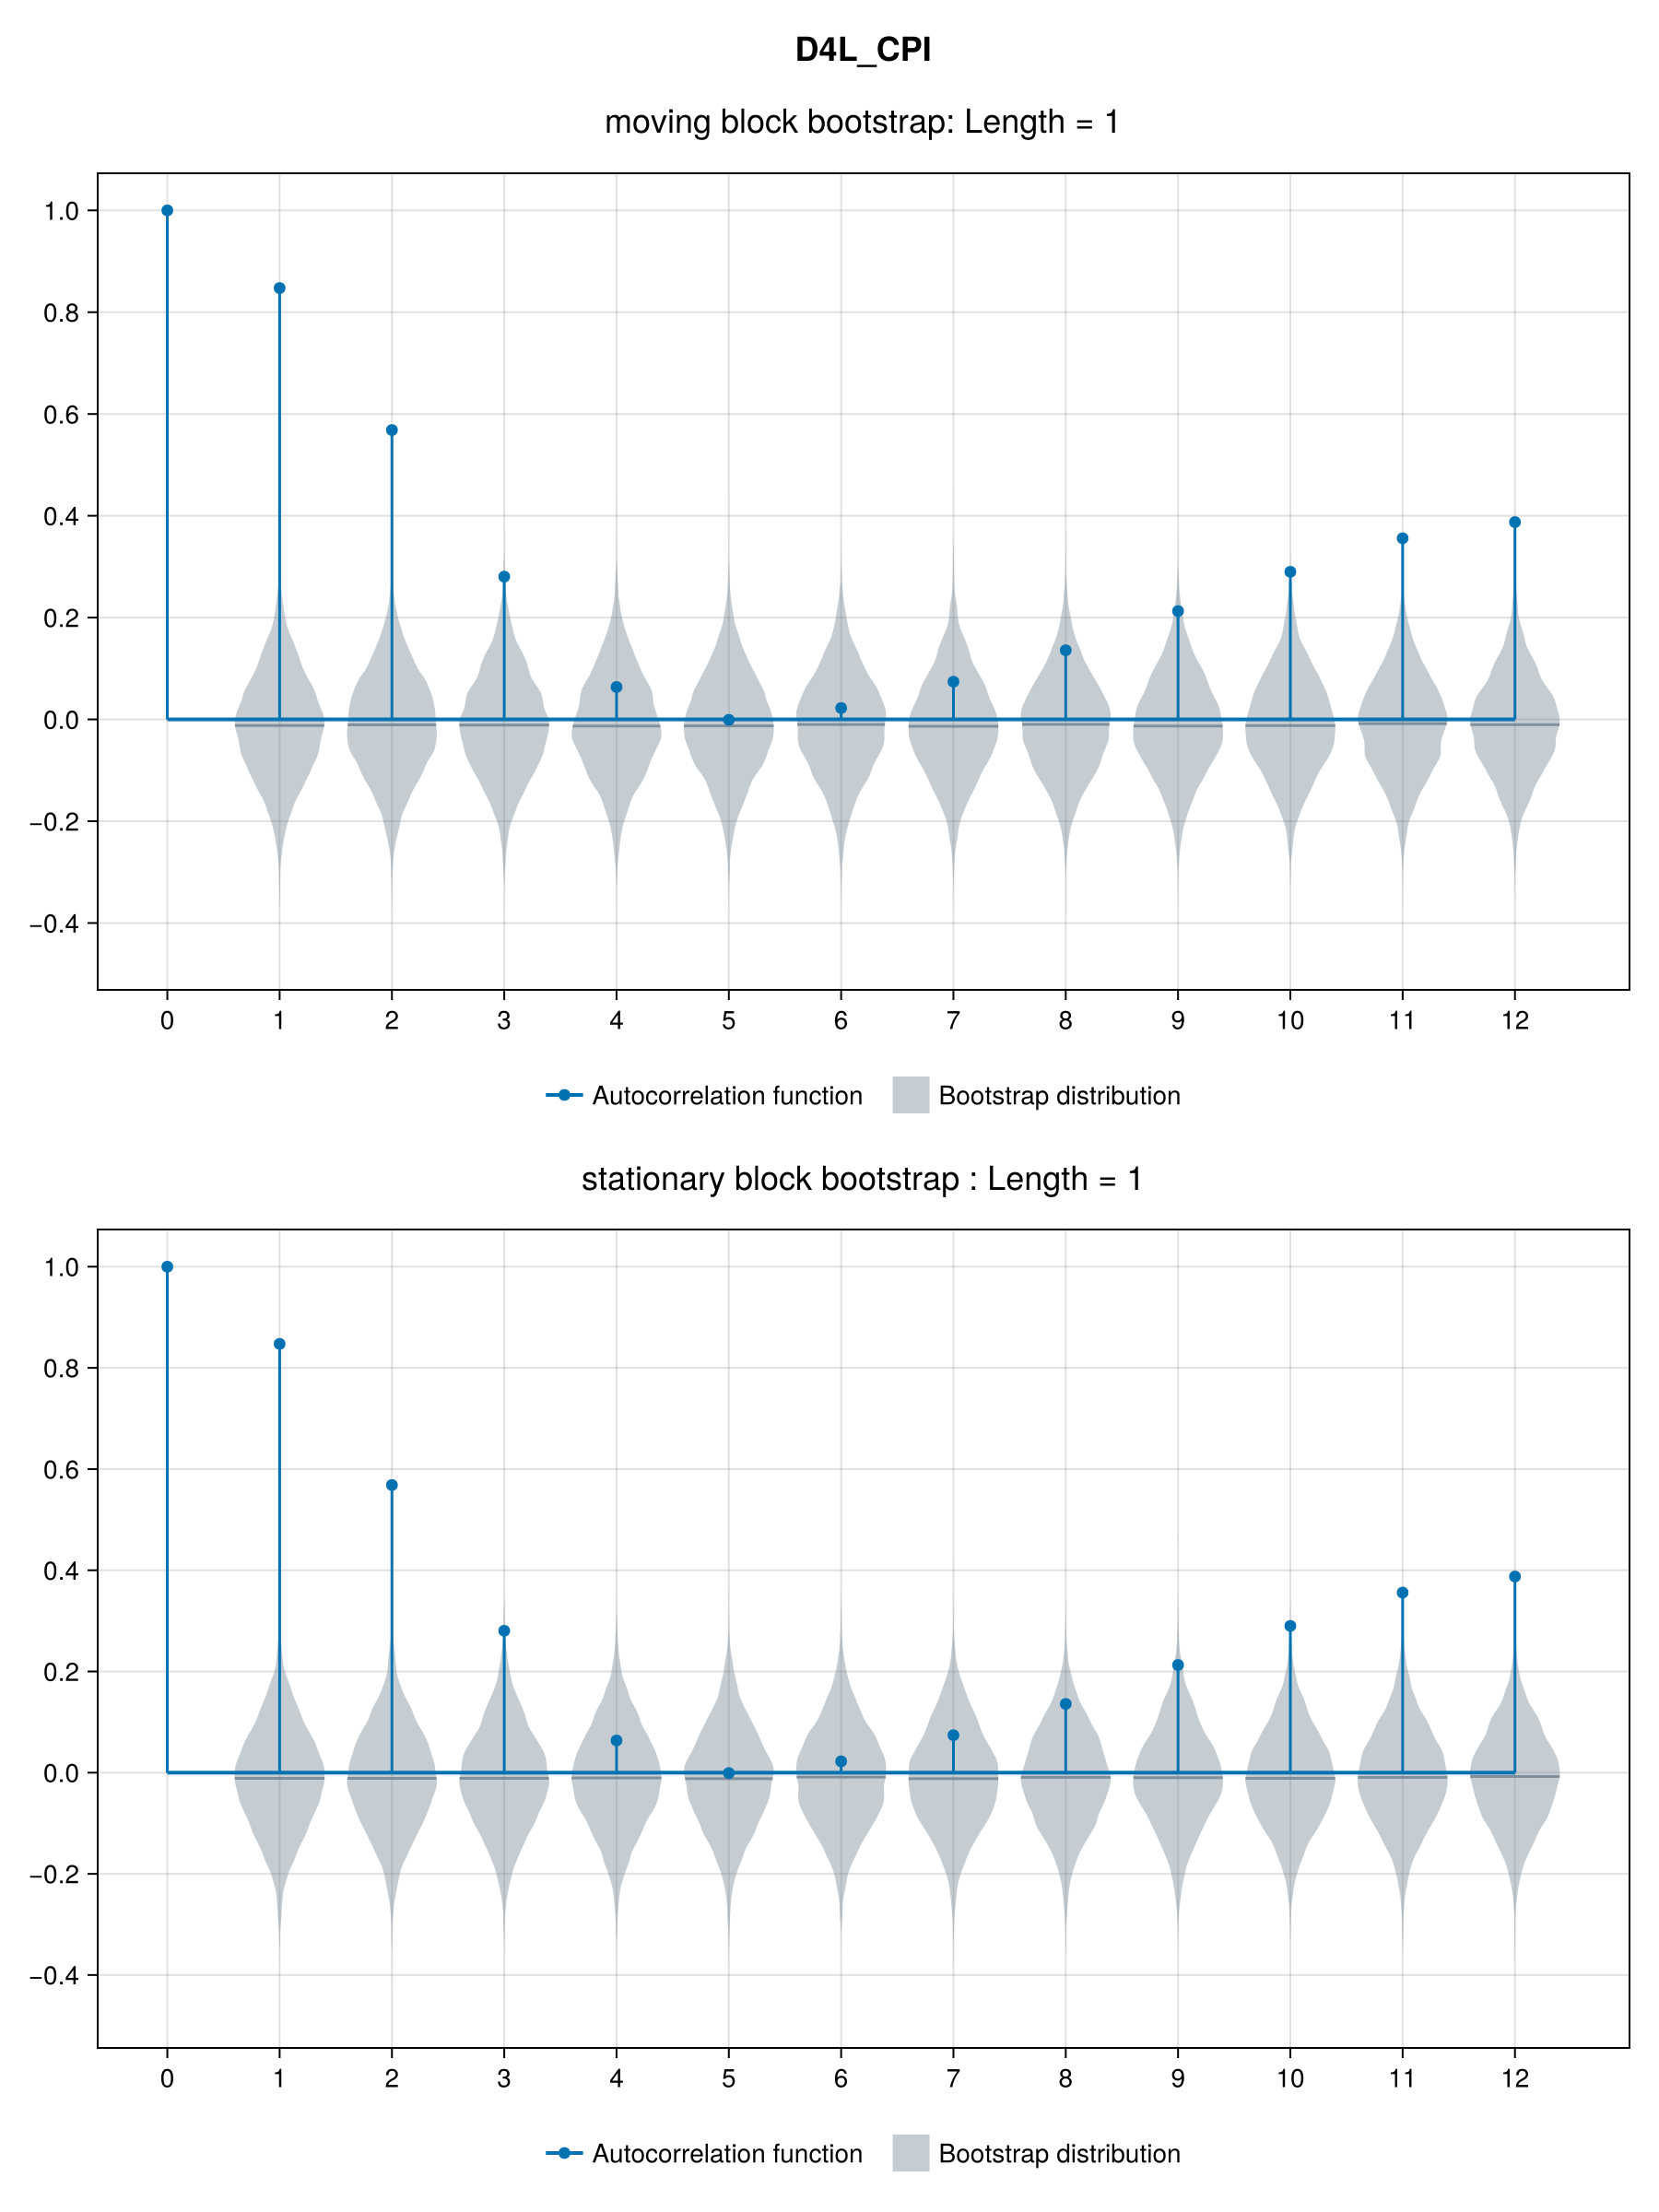 D4L_CPI
moving block bootstrap: Length = 1
1.0
0.8
0.6
0.4
0.2
0.0
−0.2
−0.4
0 1 2 3 4 5 6 7 8 9 10 11 12
Autocorrelation function Bootstrap distribution
stationary block bootstrap : Length = 1
1.0
0.8
0.6
0.4
0.2
0.0
−0.2
−0.4
0 1 2 3 4 5 6 7 8 9 10 11 12
Autocorrelation function Bootstrap distribution